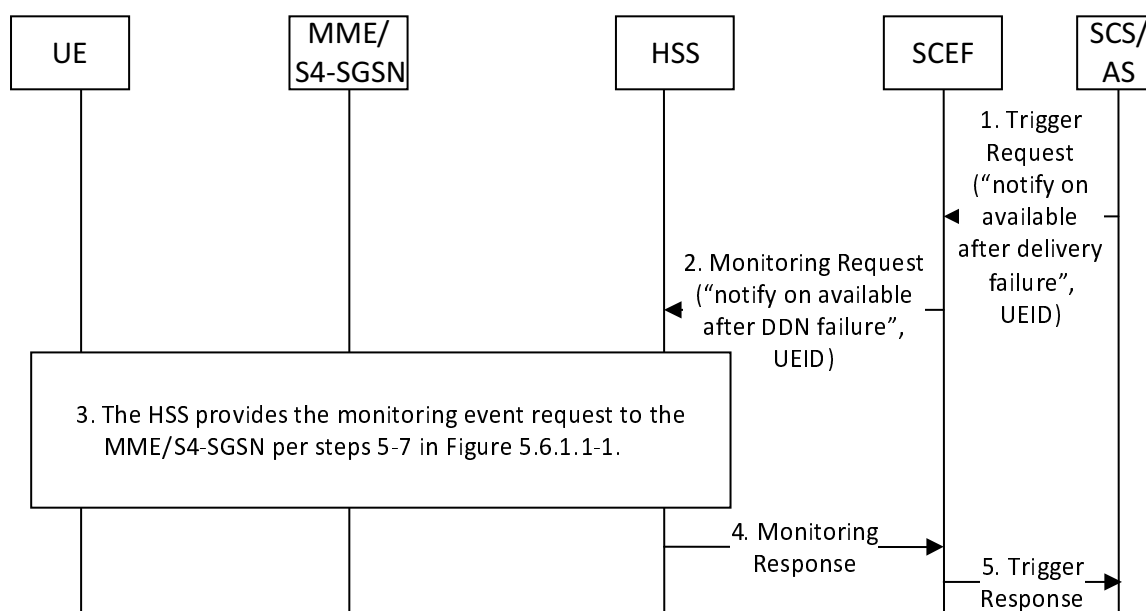 UE
MME/
S4-SGSN
HSS
SCEF
SCS/
AS
1. Trigger
Request
(“notify on
available
after delivery
failure”,
UEID)
2. Monitoring Request
(“notify on available
after DDN failure”,
UEID)
3. The HSS provides the monitoring event request to the
MME/S4-SGSN per steps 5-7 in Figure 5.6.1.1-1.
4. Monitoring
Response
5. Trigger
Response